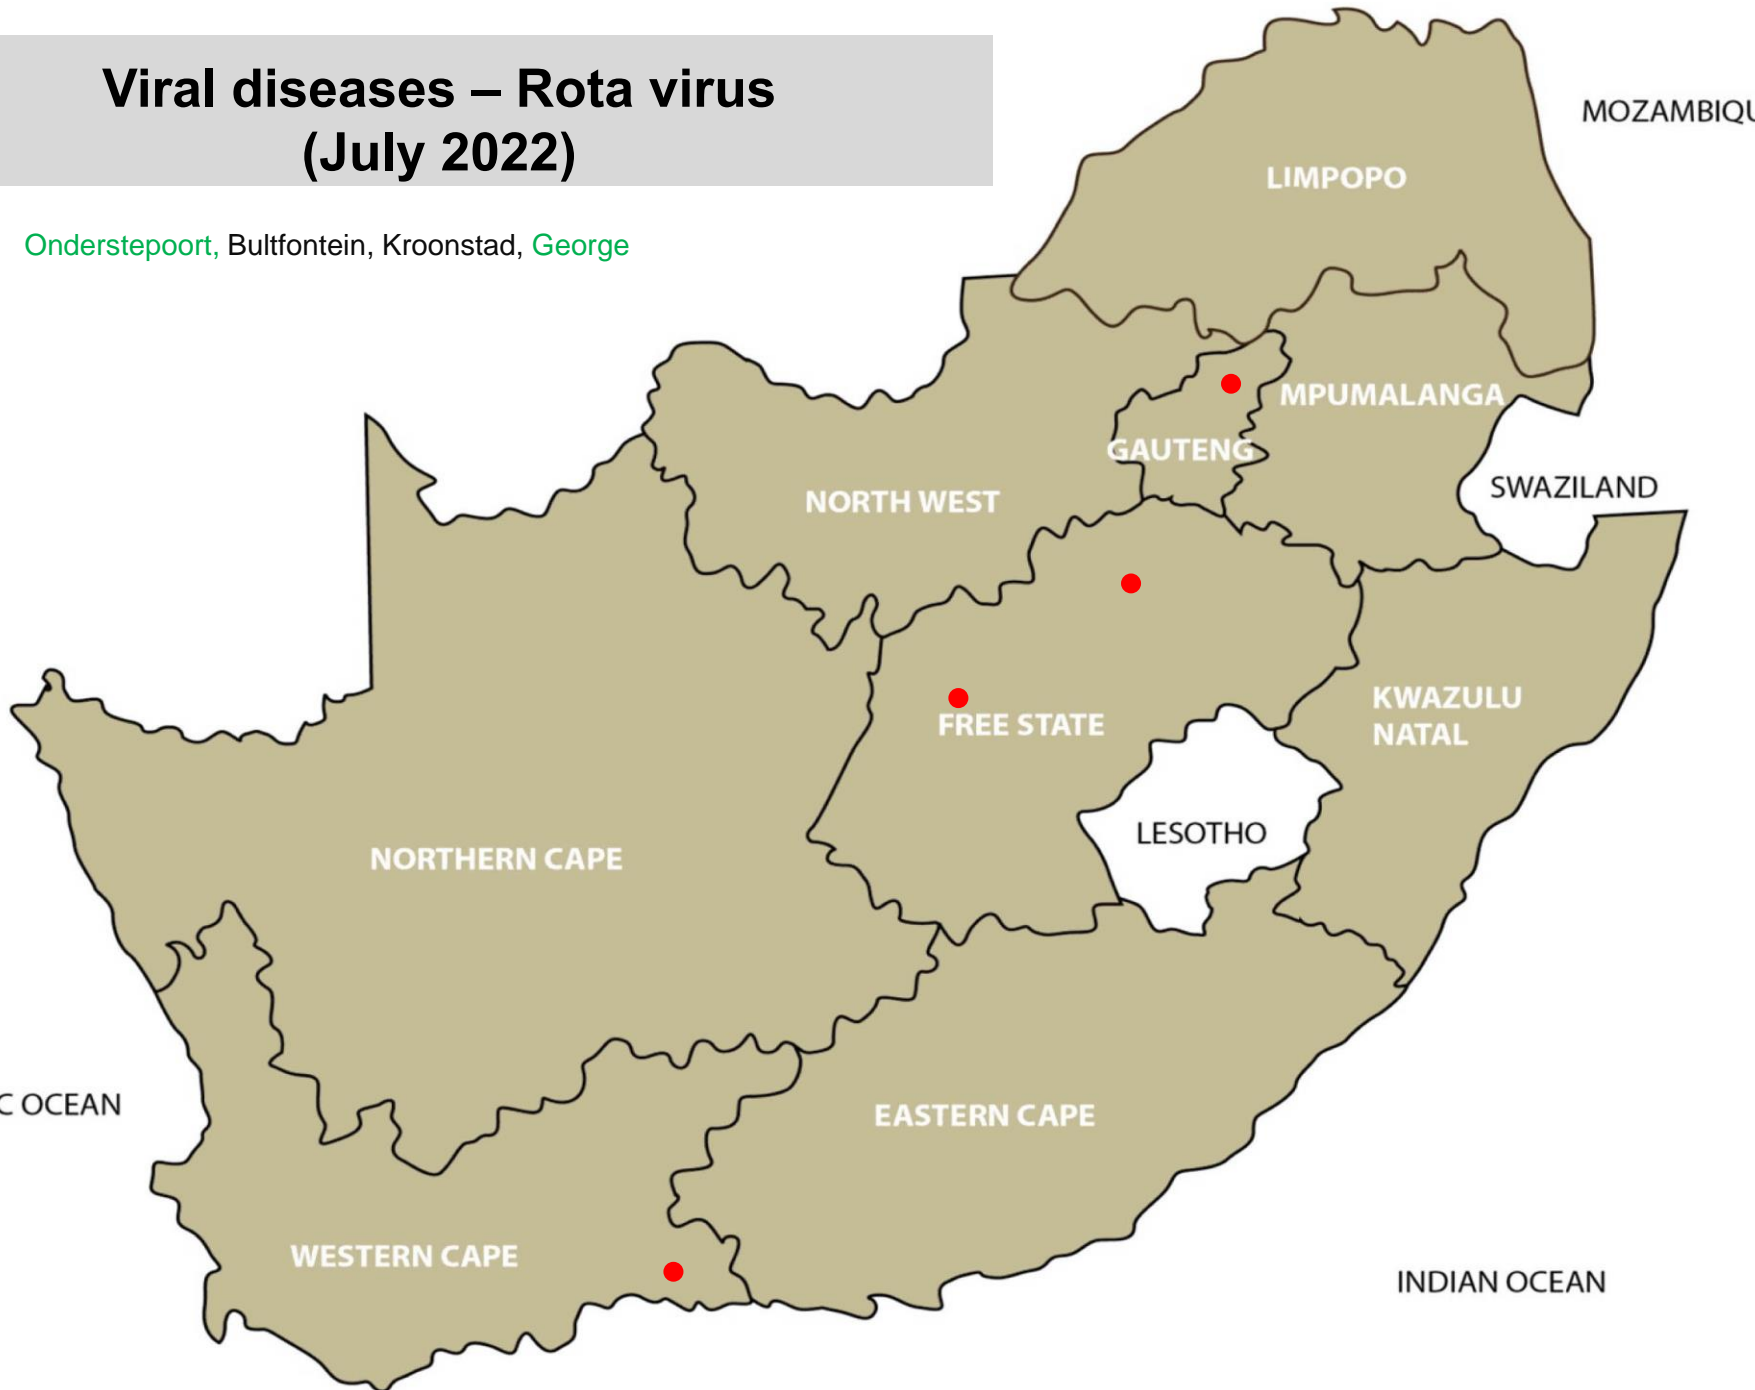 Viral diseases – Rota virus
(July 2022)
Onderstepoort, Bultfontein, Kroonstad, George
MOZAMBIQU
LIMPOPO
MPUMALANGA
GAUTENG
SWAZILAND
NORTH WEST
KWAZULU
NATAL
FREE STATE
LESOTHO
NORTHERN CAPE
C OCEAN
EASTERN CAPE
WESTERN CAPE
INDIAN OCEAN